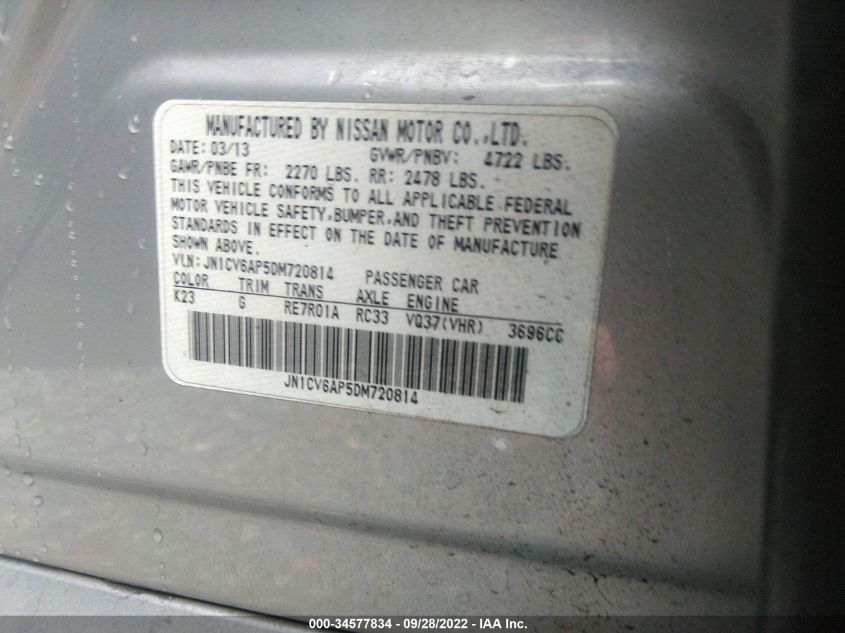 MANUFACTURED BY NISSAN MOTOR CO.,LTD.
DATE: 03/13 GVWR/PNBV: 4722 LBS.
GAWR/PNBE FR: 2270 LBS. RR: 2478 LBS.
THIS VEHICLE CONFORMS TO ALL APPLICABLE FEDERAL
MOTOR VEHICLE SAFETY,BUMPER,AND THEFT PREVENTION
STANDARDS IN EFFECT ON THE DATE OF MANUFACTURE
SHOWN ABOVE.
VIN: JN1CV6AP5DM720814 PASSENGER CAR
COLOR TRIM TRANS AXLE ENGINE
K23 G RE7R01A RC33 VQ37(VHR) 3696CC
JN1CV6AP5DM720814
000-34577834 - 09/28/2022 - IAA Inc.